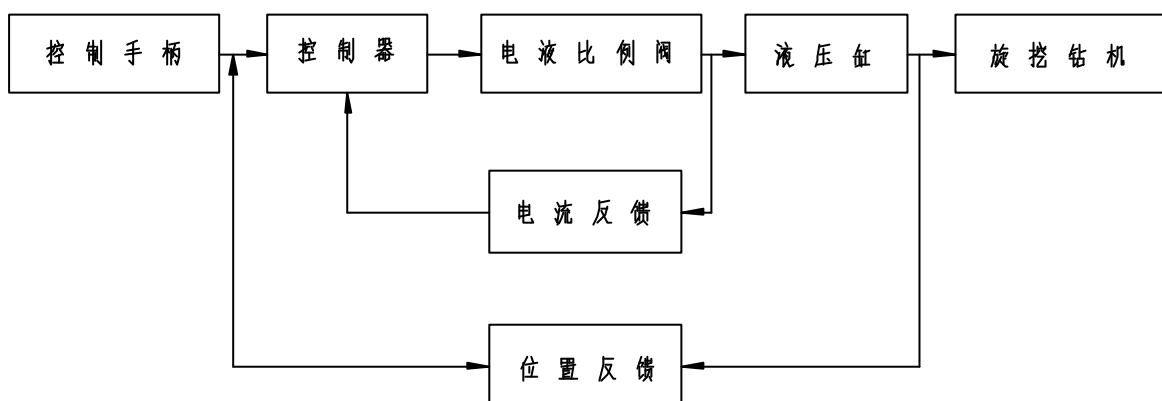 控制手柄
控制器
电液比例阀
液压缸
旋挖钻机
电流反馈
位置反馈